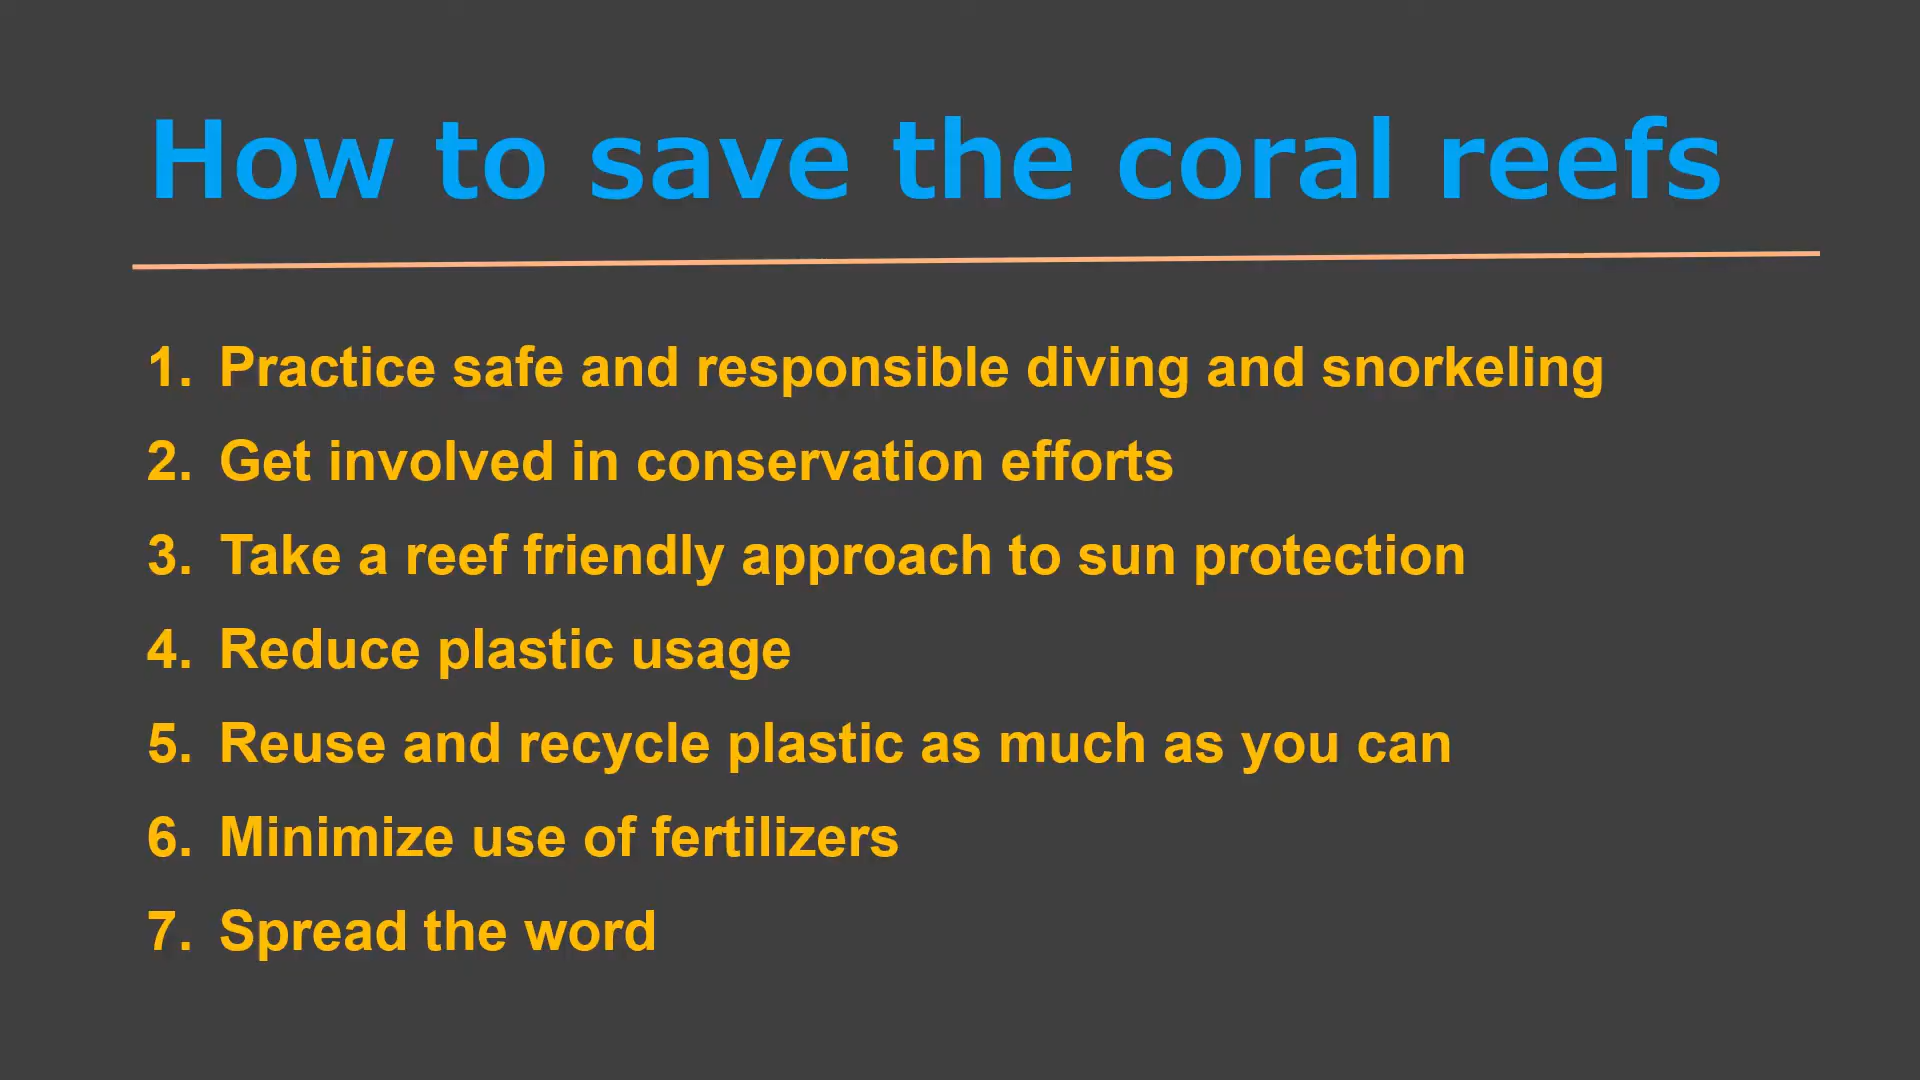 How to save the coral reefs
1. Practice safe and responsible diving and snorkeling
2. Get involved in conservation efforts
3. Take a reef friendly approach to sun protection
4. Reduce plastic usage
5. Reuse and recycle plastic as much as you can
6. Minimize use of fertilizers
7. Spread the word